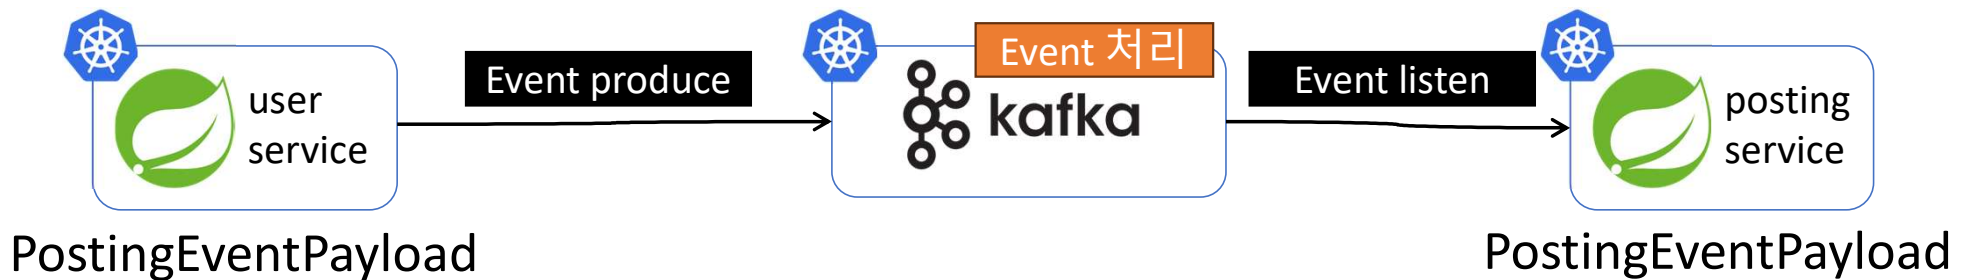 user
service
Event produce
Event 처리
kafka
Event listen
posting
service
PostingEventPayload
PostingEventPayload